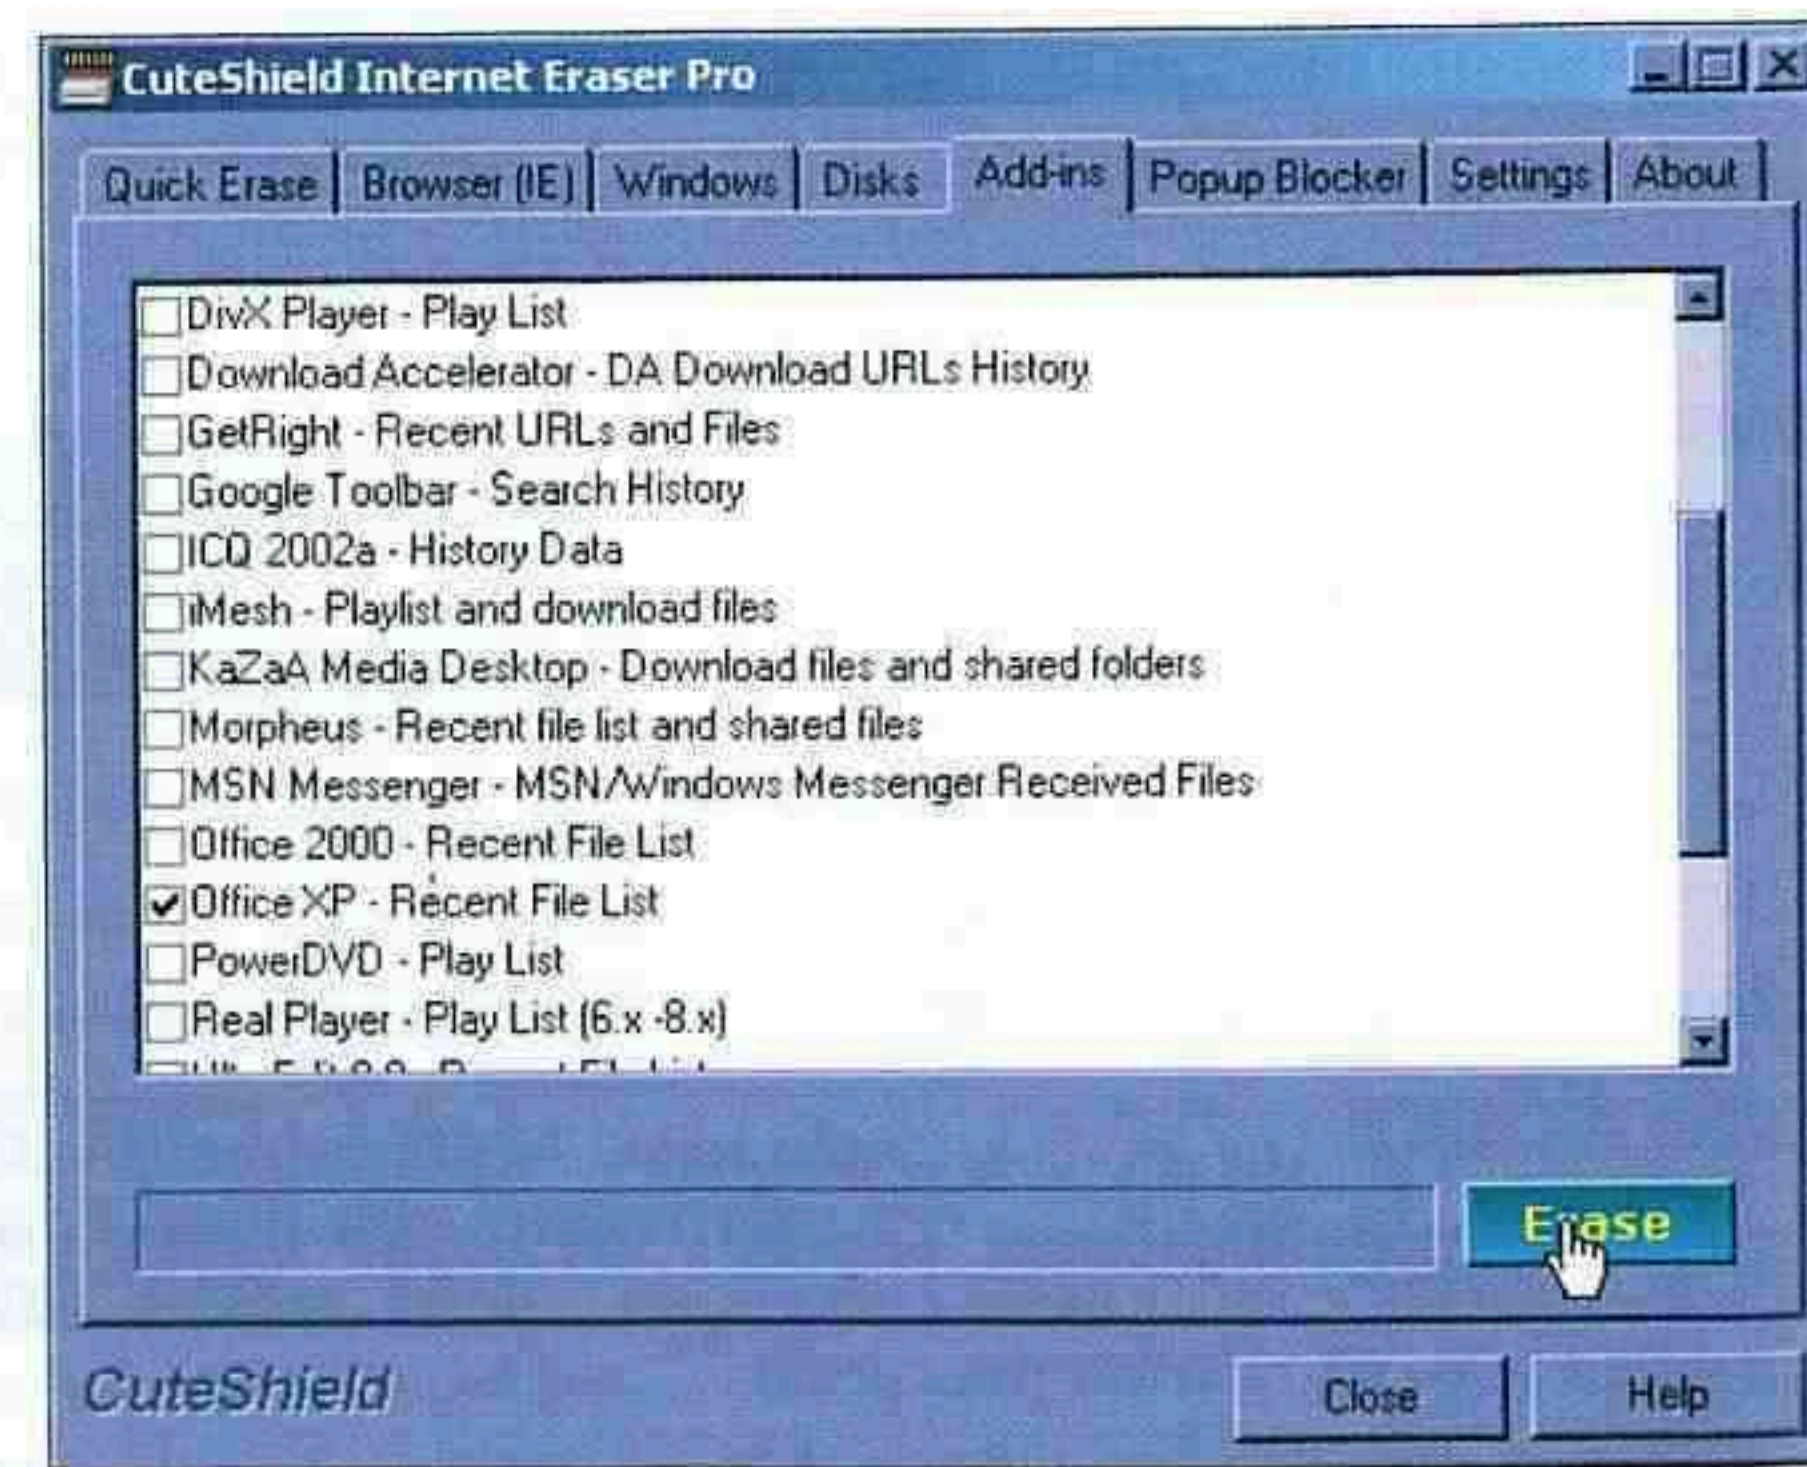 CuteShield Internet Eraser Pro
Quick Erase Browser (IE) Windows Disks Add-ins Popup Blocker Settings About
DivX Player - Play List
Download Accelerator - DA Download URLs History
GetRight - Recent URLs and Files
Google Toolbar - Search History
ICQ 2002a - History Data
iMesh - Playlist and download files
KaZaA Media Desktop - Download files and shared folders
Morpheus - Recent file list and shared files
MSN Messenger - MSN/Windows Messenger Received Files
Office 2000 - Recent File List
Office XP - Recent File List
PowerDVD - Play List
Real Player - Play List (6.x -8.x)
Erase
CuteShield Close Help